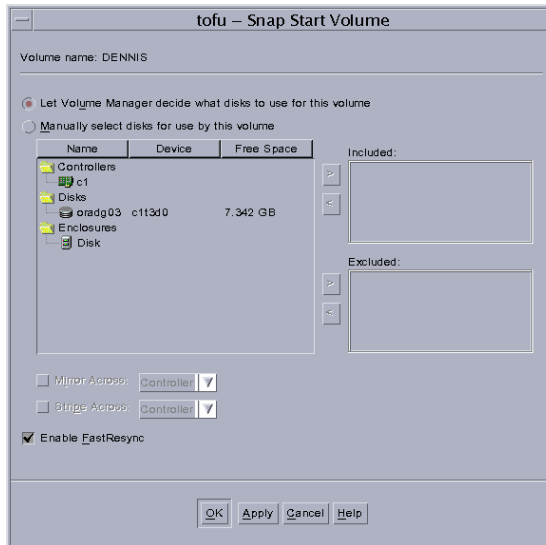 tofu – Snap Start Volume
Volume name: DENNIS
Let Volume Manager decide what disks to use for this volume
Manually select disks for use by this volume
Name Device Free Space
Controllers
c1
Disks
oradg03 c1t3d0 7.342 GB
Enclosures
Disk
Included:
>
<
Excluded:
>
<
Mirror Across: Controller
Stripe Across: Controller
Enable FastResync
OK Apply Cancel Help